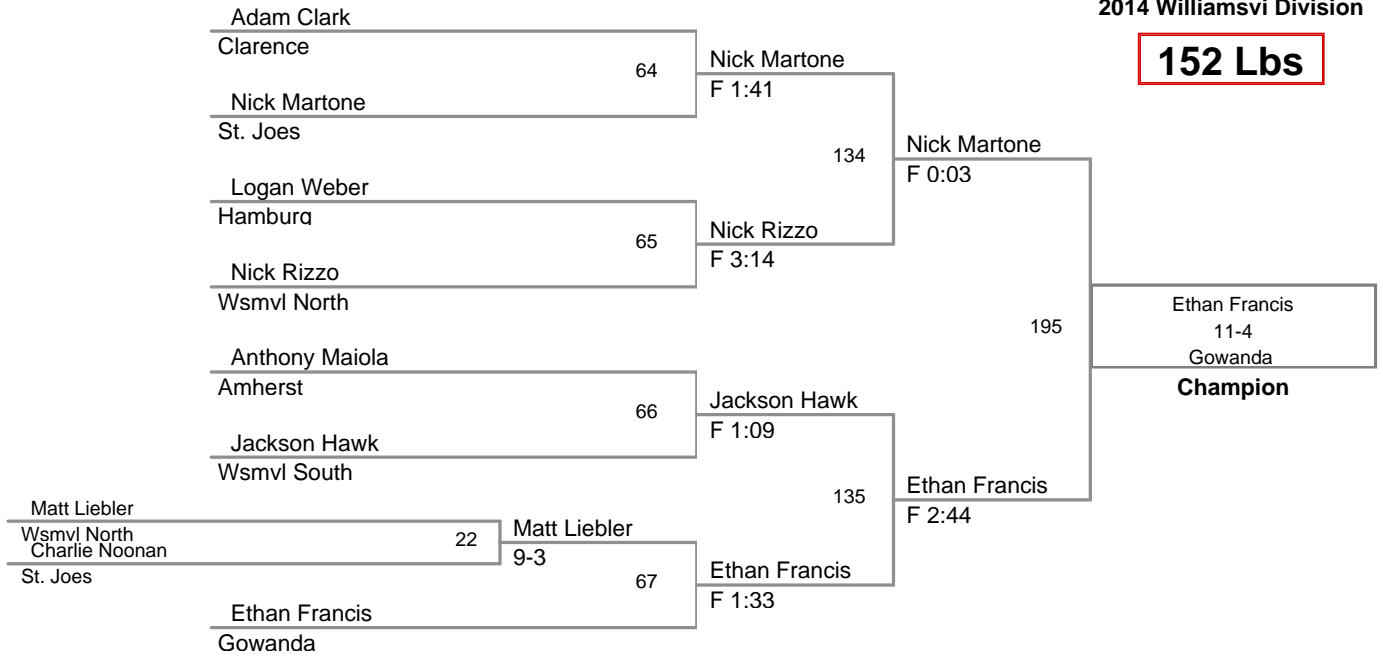 2014 Williamsvi Division
152 Lbs
Adam Clark
Clarence
64
Nick Martone
F 1:41
Nick Martone
St. Joes
134
Nick Martone
F 0:03
Logan Weber
Hamburg
65
Nick Rizzo
F 3:14
Nick Rizzo
Wsmvl North
195
Ethan Francis
11-4
Gowanda
Champion
Anthony Maiola
Amherst
66
Jackson Hawk
F 1:09
Jackson Hawk
Wsmvl South
135
Ethan Francis
F 2:44
Matt Liebler
Wsmvl North
Charlie Noonan
St. Joes
22
Matt Liebler
9-3
67
Ethan Francis
F 1:33
Ethan Francis
Gowanda